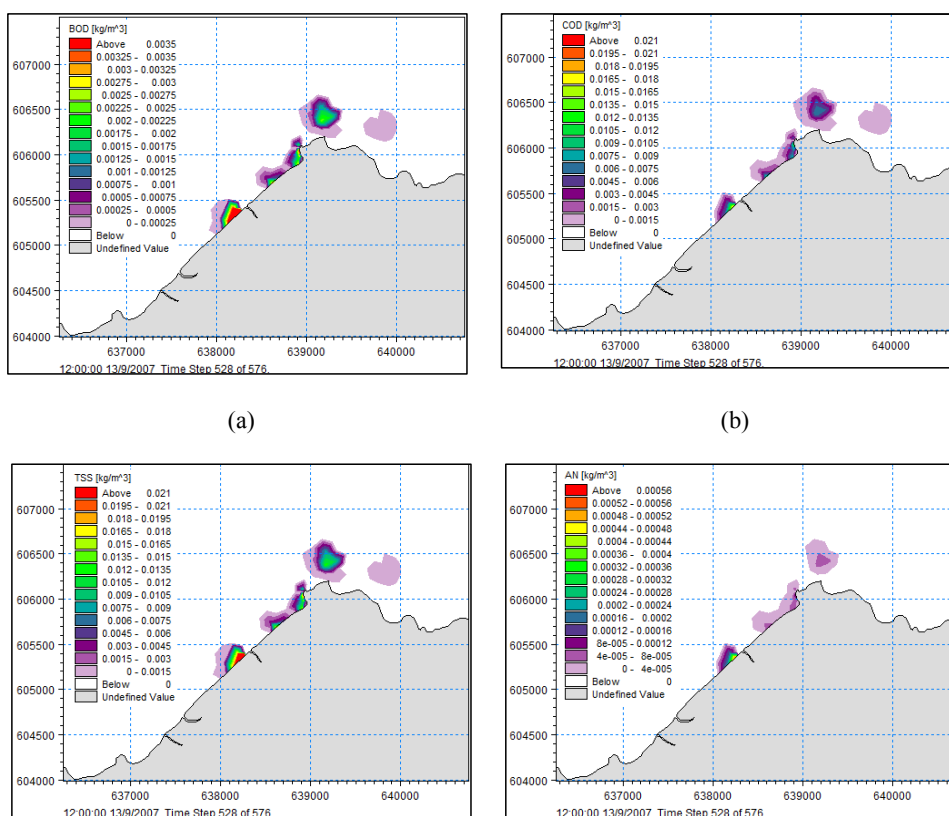 BOD [kg/m^3]
Above 0.0035
0.00325 - 0.0035
0.003 - 0.00325
0.00275 - 0.003
0.0025 - 0.00275
0.00225 - 0.0025
0.002 - 0.00225
0.00175 - 0.002
0.0015 - 0.00175
0.00125 - 0.0015
0.001 - 0.00125
0.00075 - 0.001
0.0005 - 0.00075
0.00025 - 0.0005
0 - 0.00025
Below 0
Undefined Value
607000
606500
606000
605500
605000
604500
604000
637000 638000 639000 640000
12:00:00 13/9/2007 Time Step 528 of 576.
(a)
COD [kg/m^3]
Above 0.021
0.0195 - 0.021
0.018 - 0.0195
0.0165 - 0.018
0.015 - 0.0165
0.0135 - 0.015
0.012 - 0.0135
0.0105 - 0.012
0.009 - 0.0105
0.0075 - 0.009
0.006 - 0.0075
0.0045 - 0.006
0.003 - 0.0045
0.0015 - 0.003
0 - 0.0015
Below 0
Undefined Value
607000
606500
606000
605500
605000
604500
604000
637000 638000 639000 640000
12:00:00 13/9/2007 Time Step 528 of 576.
(b)
TSS [kg/m^3]
Above 0.021
0.0195 - 0.021
0.018 - 0.0195
0.0165 - 0.018
0.015 - 0.0165
0.0135 - 0.015
0.012 - 0.0135
0.0105 - 0.012
0.009 - 0.0105
0.0075 - 0.009
0.006 - 0.0075
0.0045 - 0.006
0.003 - 0.0045
0.0015 - 0.003
0 - 0.0015
Below 0
Undefined Value
607000
606500
606000
605500
605000
604500
604000
637000 638000 639000 640000
12:00:00 13/9/2007 Time Step 528 of 576
AN [kg/m^3]
Above 0.00056
0.00052 - 0.00056
0.00048 - 0.00052
0.00044 - 0.00048
0.0004 - 0.00044
0.00036 - 0.0004
0.00032 - 0.00036
0.00028 - 0.00032
0.00024 - 0.00028
0.0002 - 0.00024
0.00016 - 0.0002
0.00012 - 0.00016
8e-005 - 0.00012
4e-005 - 8e-005
0 - 4e-005
Below 0
Undefined Value
607000
606500
606000
605500
605000
604500
604000
637000 638000 639000 640000
12:00:00 13/9/2007 Time Step 528 of 576